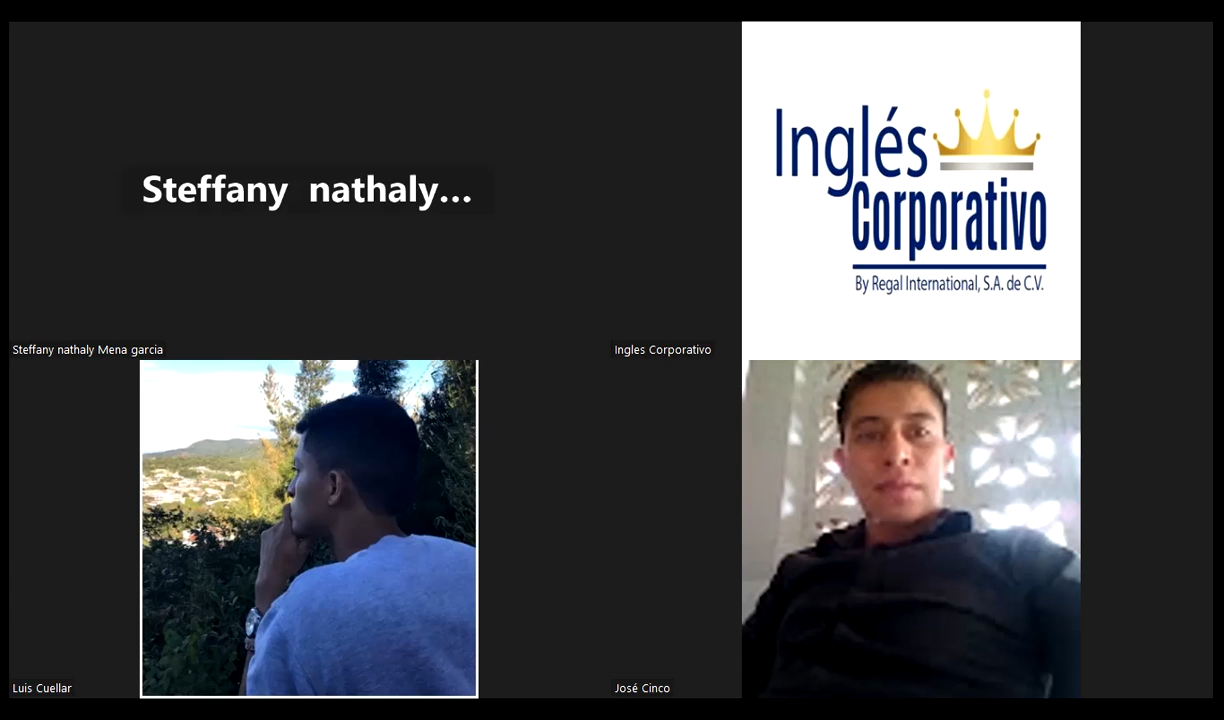 Steffany nathaly...
Steffany nathaly Mena garcia
Inglés
Corporativo
By Regal International, S.A. de C.V.
Ingles Corporativo
Luis Cuellar
José Cinco